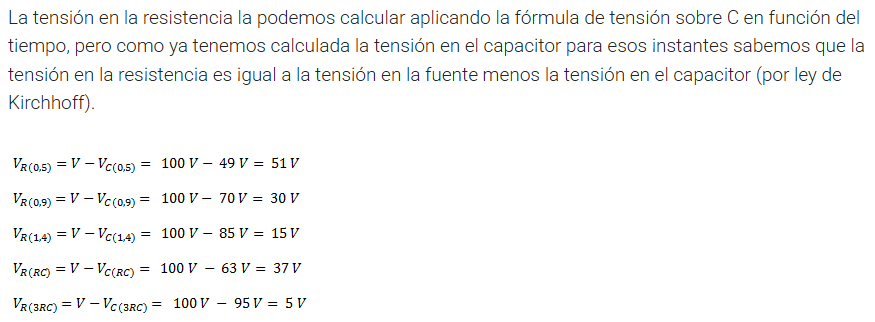 La tensión en la resistencia la podemos calcular aplicando la fórmula de tensión sobre C en función del
tiempo, pero como ya tenemos calculada la tensión en el capacitor para esos instantes sabemos que la
tensión en la resistencia es igual a la tensión en la fuente menos la tensión en el capacitor (por ley de
Kirchhoff).
V_{R(0,5)} = V − V_{C(0,5)} = 100 V − 49 V = 51 V
V_{R(0,9)} = V − V_{C(0,9)} = 100 V − 70 V = 30 V
V_{R(1,4)} = V − V_{C(1,4)} = 100 V − 85 V = 15 V
V_{R(RC)} = V − V_{C(RC)} = 100 V − 63 V = 37 V
V_{R(3RC)} = V − V_{C(3RC)} = 100 V − 95 V = 5 V